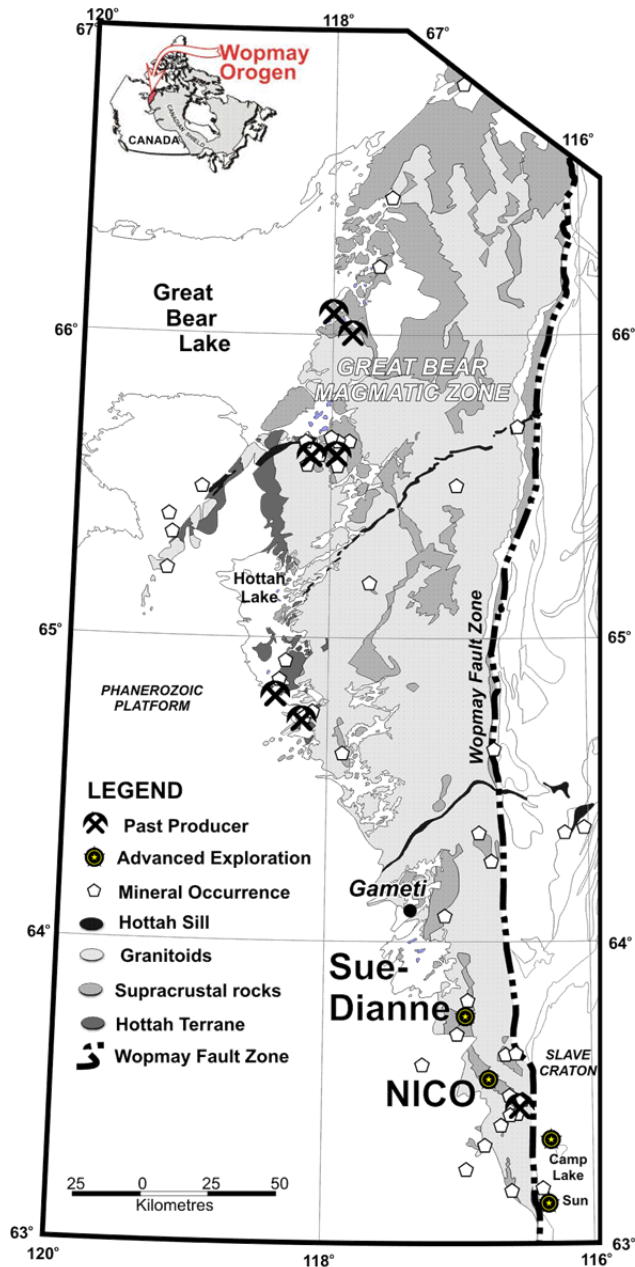 120°
67°
118°
67°
116°
Wopmay
Orogen
CANADA
CANADIAN SHIELD
Great
Bear
Lake
66°
66°
GREAT BEAR
MAGMATIC ZONE
Hottah
Lake
65°
65°
Wopmay Fault Zone
PHANEROZOIC
PLATFORM
LEGEND
Past Producer
Advanced Exploration
Mineral Occurrence
Hottah Sill
Granitoids
Supracrustal rocks
Hottah Terrane
Wopmay Fault Zone
Gameti
64°
64°
Sue-
Dianne
SLAVE
CRATON
NICO
Camp
Lake
Sun
25 0 25 50
Kilometres
63°
63°
120°
118°
116°